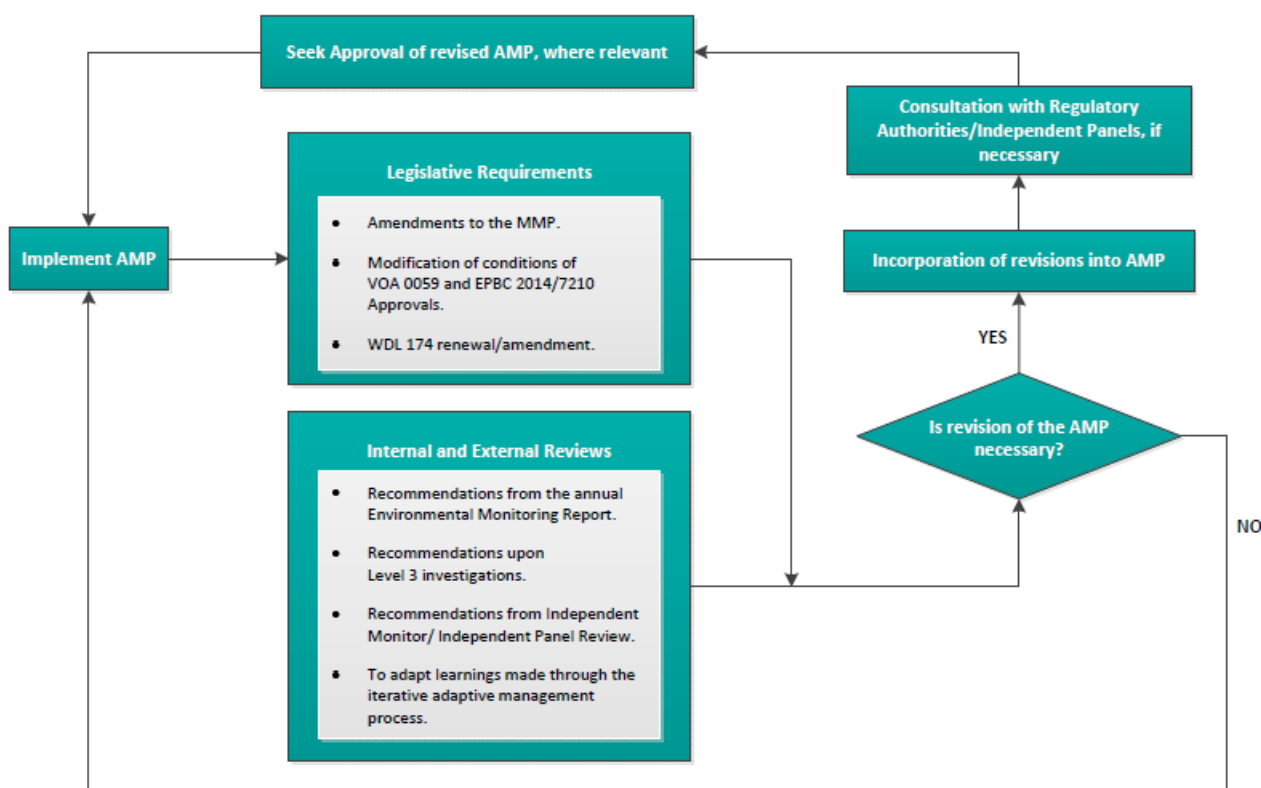 Seek Approval of revised AMP, where relevant
Consultation with Regulatory
Authorities/Independent Panels, if
necessary
Legislative Requirements
Amendments to the MMP.
Modification of conditions of
VOA 0059 and EPBC 2014/7210
Approvals.
WDL 174 renewal/amendment.
Implement AMP
Incorporation of revisions into AMP
YES
Is revision of the AMP
necessary?
NO
Internal and External Reviews
Recommendations from the annual
Environmental Monitoring Report.
Recommendations upon
Level 3 investigations.
Recommendations from Independent
Monitor/ Independent Panel Review.
To adapt learnings made through the
iterative adaptive management
process.